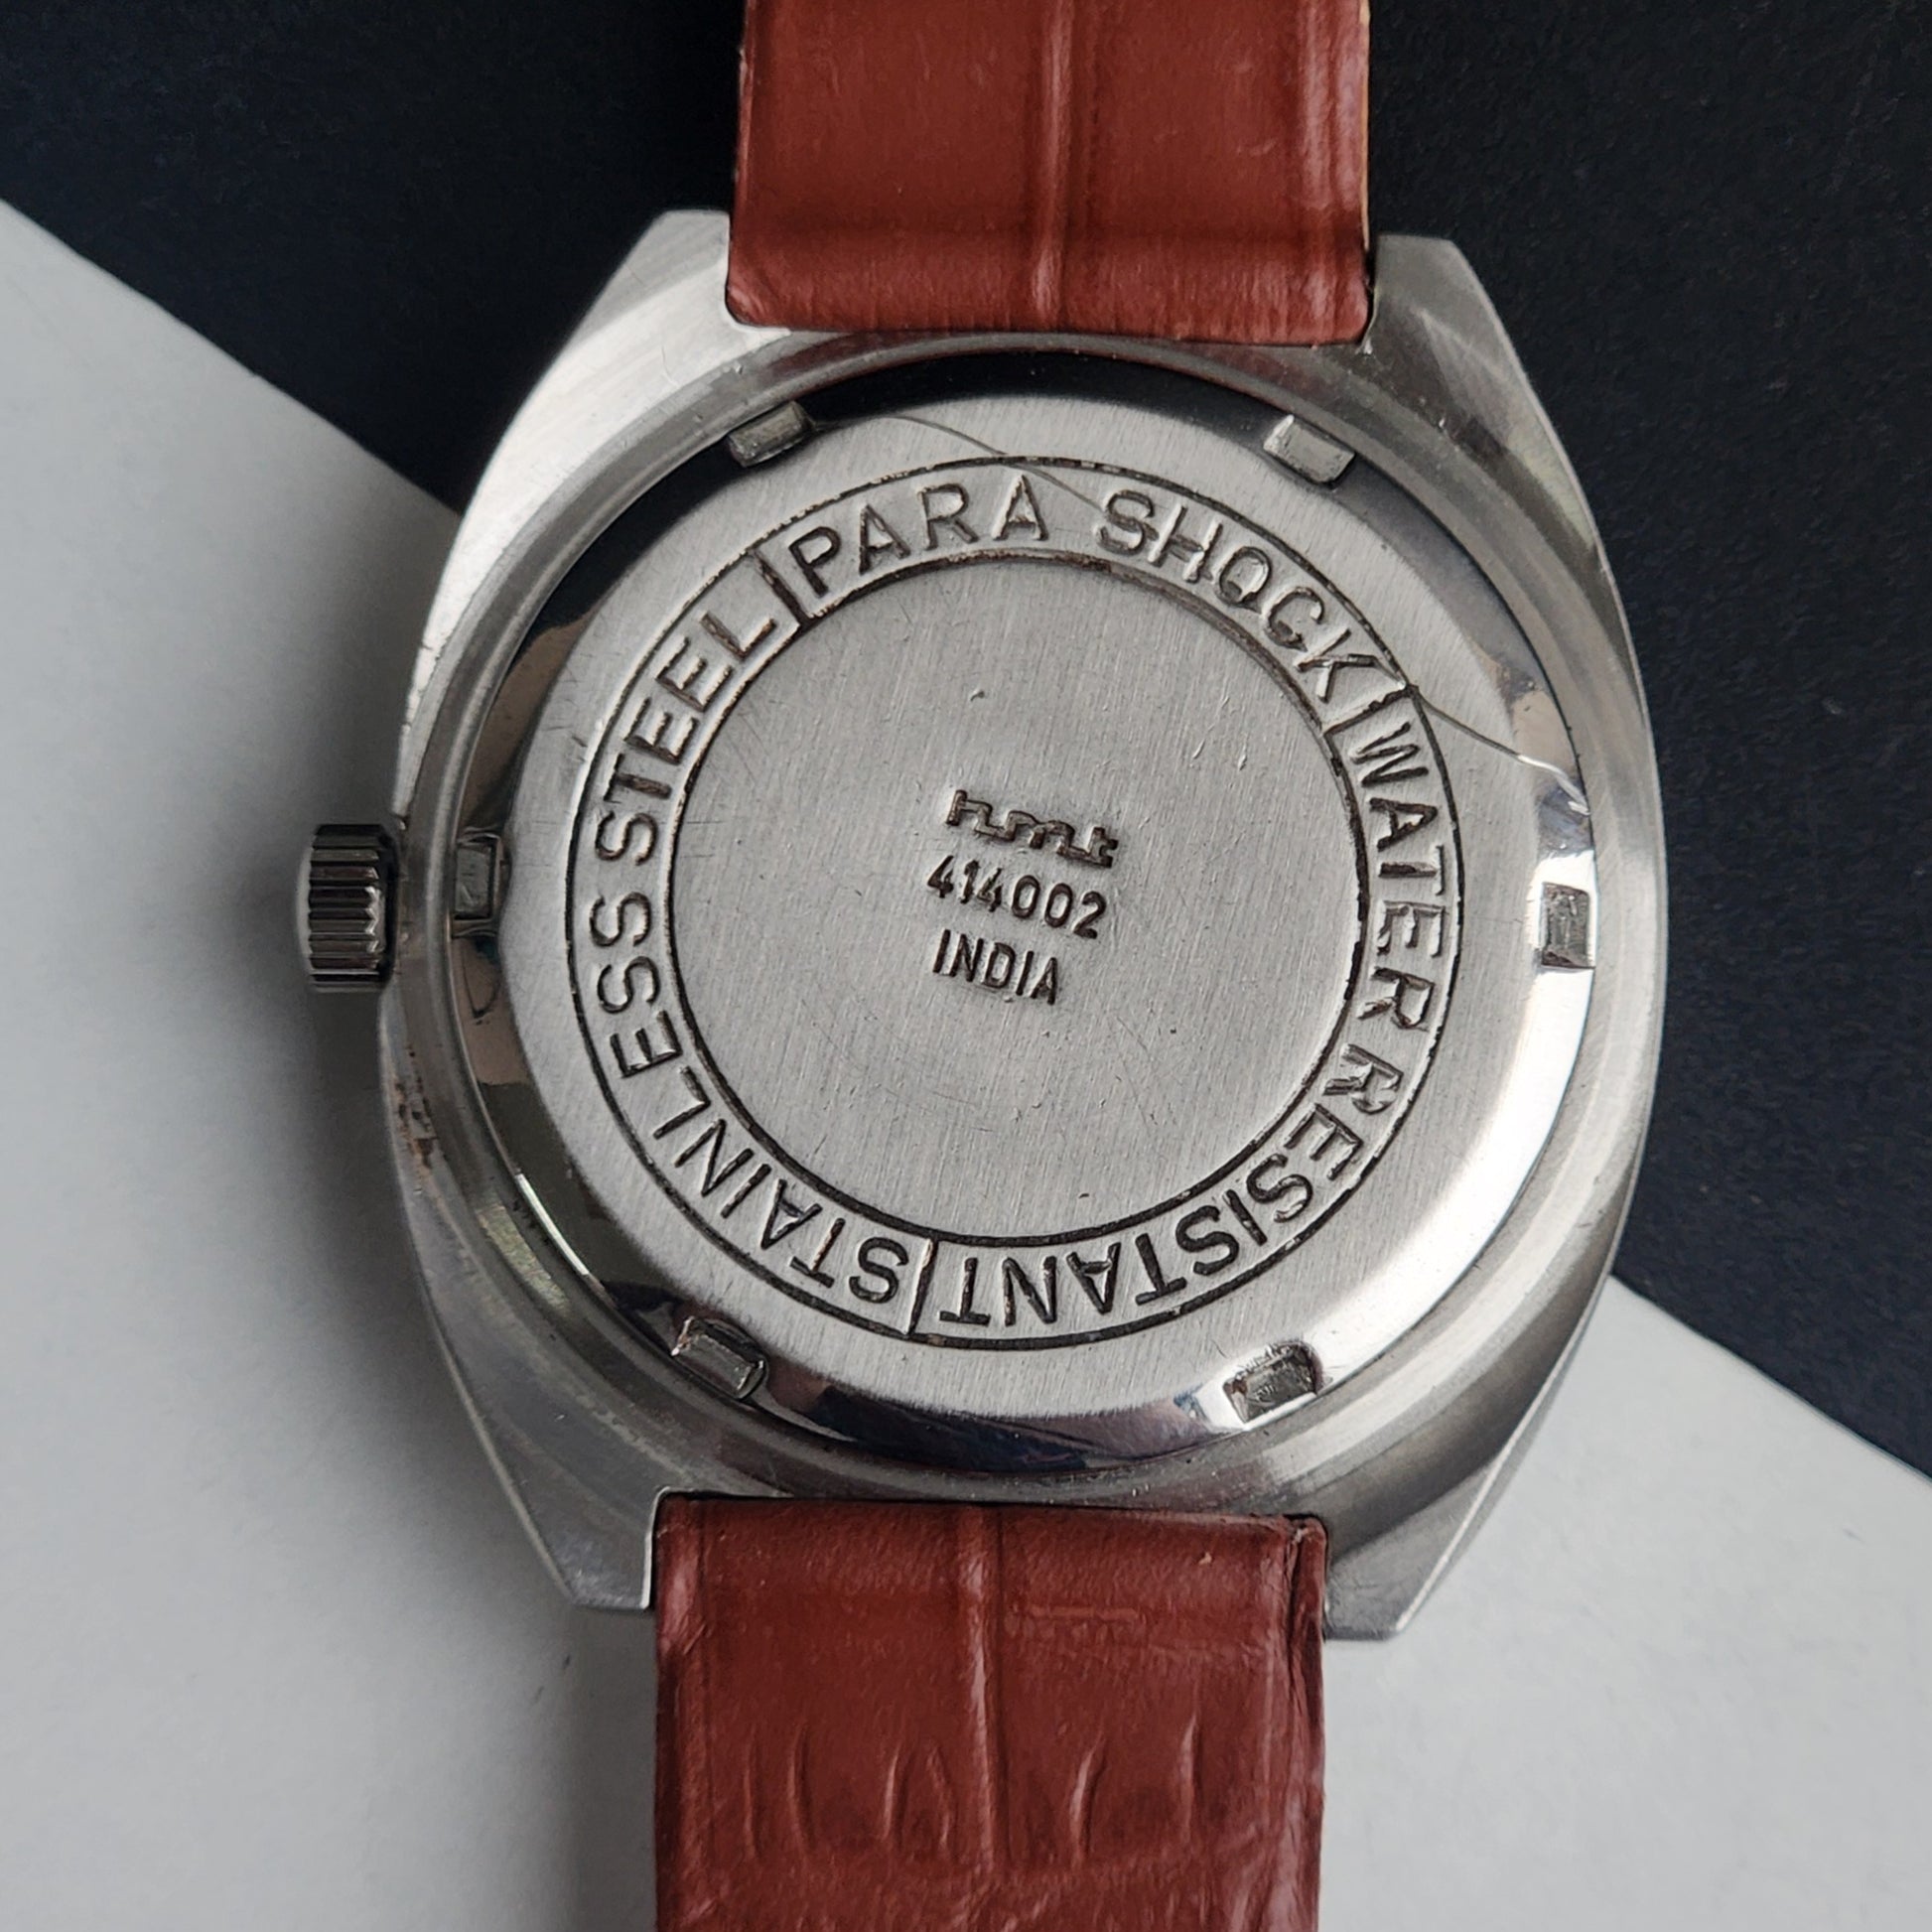 PARA SHOCK
WATER RESISTANT
STAINLESS STEEL
hmt
414002
INDIA